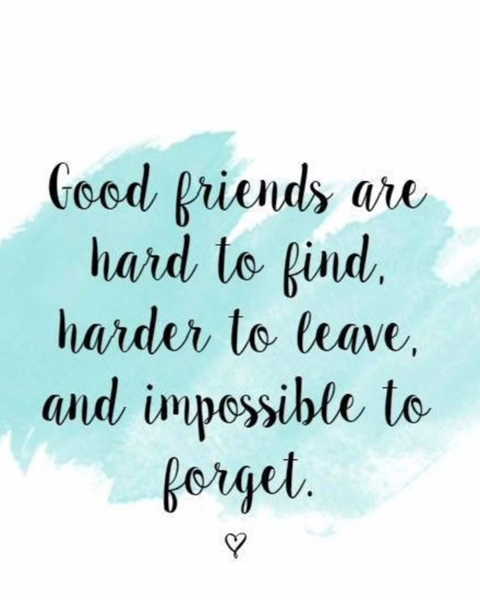 Good friends are
hard to find,
harder to leave,
and impossible to
forget.